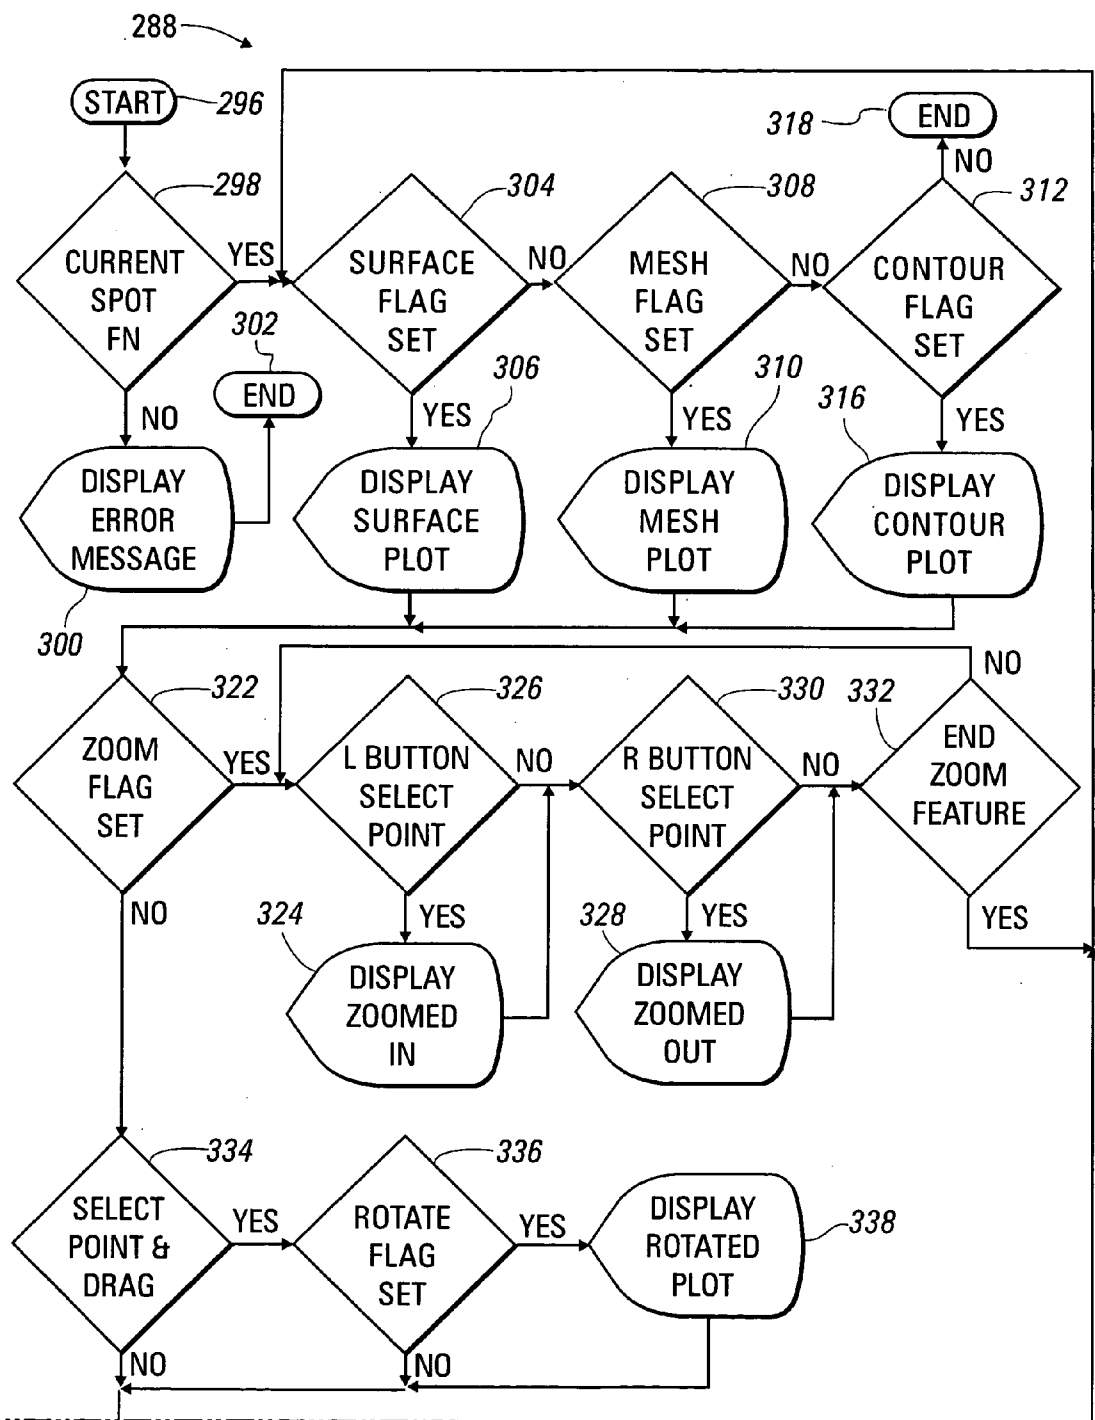 288
START
296
298
CURRENT
SPOT
FN
YES
NO
302
END
DISPLAY
ERROR
MESSAGE
300
304
SURFACE
FLAG
SET
NO
YES
306
DISPLAY
SURFACE
PLOT
308
MESH
FLAG
SET
NO
YES
310
DISPLAY
MESH
PLOT
318
END
NO
312
CONTOUR
FLAG
SET
YES
316
DISPLAY
CONTOUR
PLOT
322
ZOOM
FLAG
SET
YES
NO
326
L BUTTON
SELECT
POINT
NO
YES
324
DISPLAY
ZOOMED
IN
330
R BUTTON
SELECT
POINT
NO
YES
328
DISPLAY
ZOOMED
OUT
332
NO
END
ZOOM
FEATURE
YES
334
SELECT
POINT &
DRAG
YES
NO
336
ROTATE
FLAG
SET
YES
NO
DISPLAY
ROTATED
PLOT
338